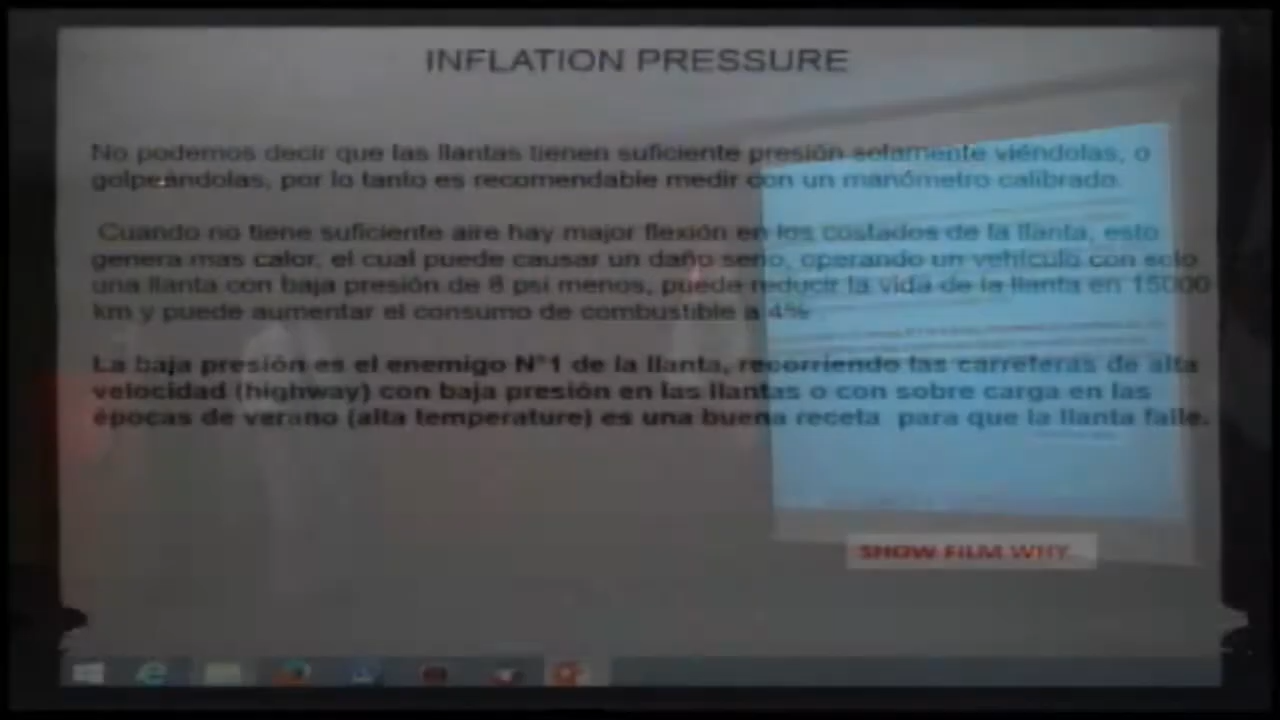 INFLATION PRESSURE
No podemos decir que las llantas tienen suficiente presión solamente viéndolas, o
golpeándolas, por lo tanto es recomendable medir con un manómetro calibrado.
Cuando no tiene suficiente aire hay major flexión en los costados de la llanta, esto
genera mas calor, el cual puede causar un daño serio, operando un vehículo con solo
una llanta con baja presión de 8 psi menos, puede reducir la vida de la llanta en 15000
km y puede aumentar el consumo de combustible a 4%
La baja presión es el enemigo N°1 de la llanta, recorriendo las carreteras de alta
velocidad (highway) con baja presión en las llantas o con sobre carga en las
épocas de verano (alta temperature) es una buena receta para que la llanta falle.
SHOW FILM WHY